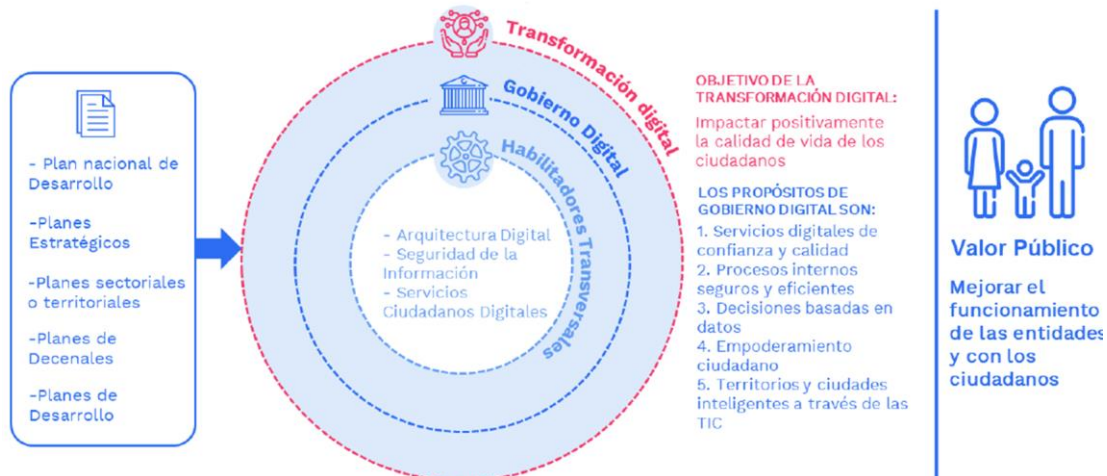 - Plan nacional de
Desarrollo
-Planes
Estratégicos
-Planes sectoriales
o territoriales
-Planes de
Decenales
-Planes de
Desarrollo
Transformación digital
Gobierno Digital
Habilitadores Transversales
- Arquitectura Digital
- Seguridad de la
Información
- Servicios
Ciudadanos Digitales
OBJETIVO DE LA
TRANSFORMACIÓN DIGITAL:
Impactar positivamente
la calidad de vida de los
ciudadanos
LOS PROPÓSITOS DE
GOBIERNO DIGITAL SON:
1. Servicios digitales de
confianza y calidad
2. Procesos internos
seguros y eficientes
3. Decisiones basadas en
datos
4. Empoderamiento
ciudadano
5. Territorios y ciudades
inteligentes a través de las
TIC
Valor Público
Mejorar el
funcionamiento
de las entidades
y con los
ciudadanos